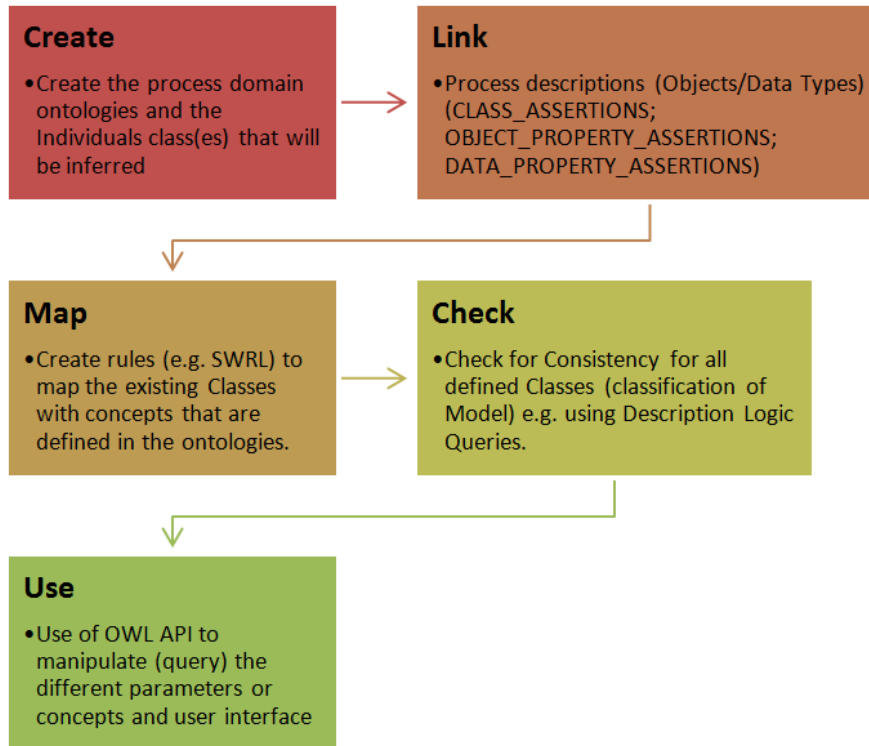 Create
•Create the process domain
ontologies and the
Individuals class(es) that will
be inferred
Link
•Process descriptions (Objects/Data Types)
(CLASS_ASSERTIONS;
OBJECT_PROPERTY_ASSERTIONS;
DATA_PROPERTY_ASSERTIONS)
Map
•Create rules (e.g. SWRL) to
map the existing Classes
with concepts that are
defined in the ontologies.
Check
•Check for Consistency for all
defined Classes (classification of
Model) e.g. using Description Logic
Queries.
Use
•Use of OWL API to
manipulate (query) the
different parameters or
concepts and user interface